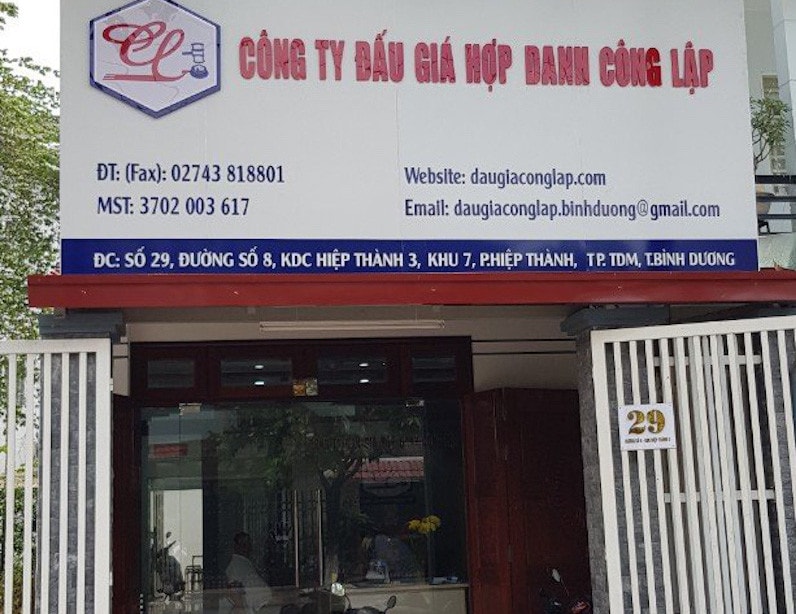 CÔNG TY ĐẤU GIÁ HỢP DANH CÔNG LẬP
ĐT: (Fax): 02743 818801
Website: daugiaconglap.com
MST: 3702 003 617
Email: daugiaconglap.binhduong@gmail.com
ĐC: SỐ 29, ĐƯỜNG SỐ 8, KDC HIỆP THÀNH 3, KHU 7, P.HIỆP THÀNH, TP. TDM, T.BÌNH DƯƠNG
29